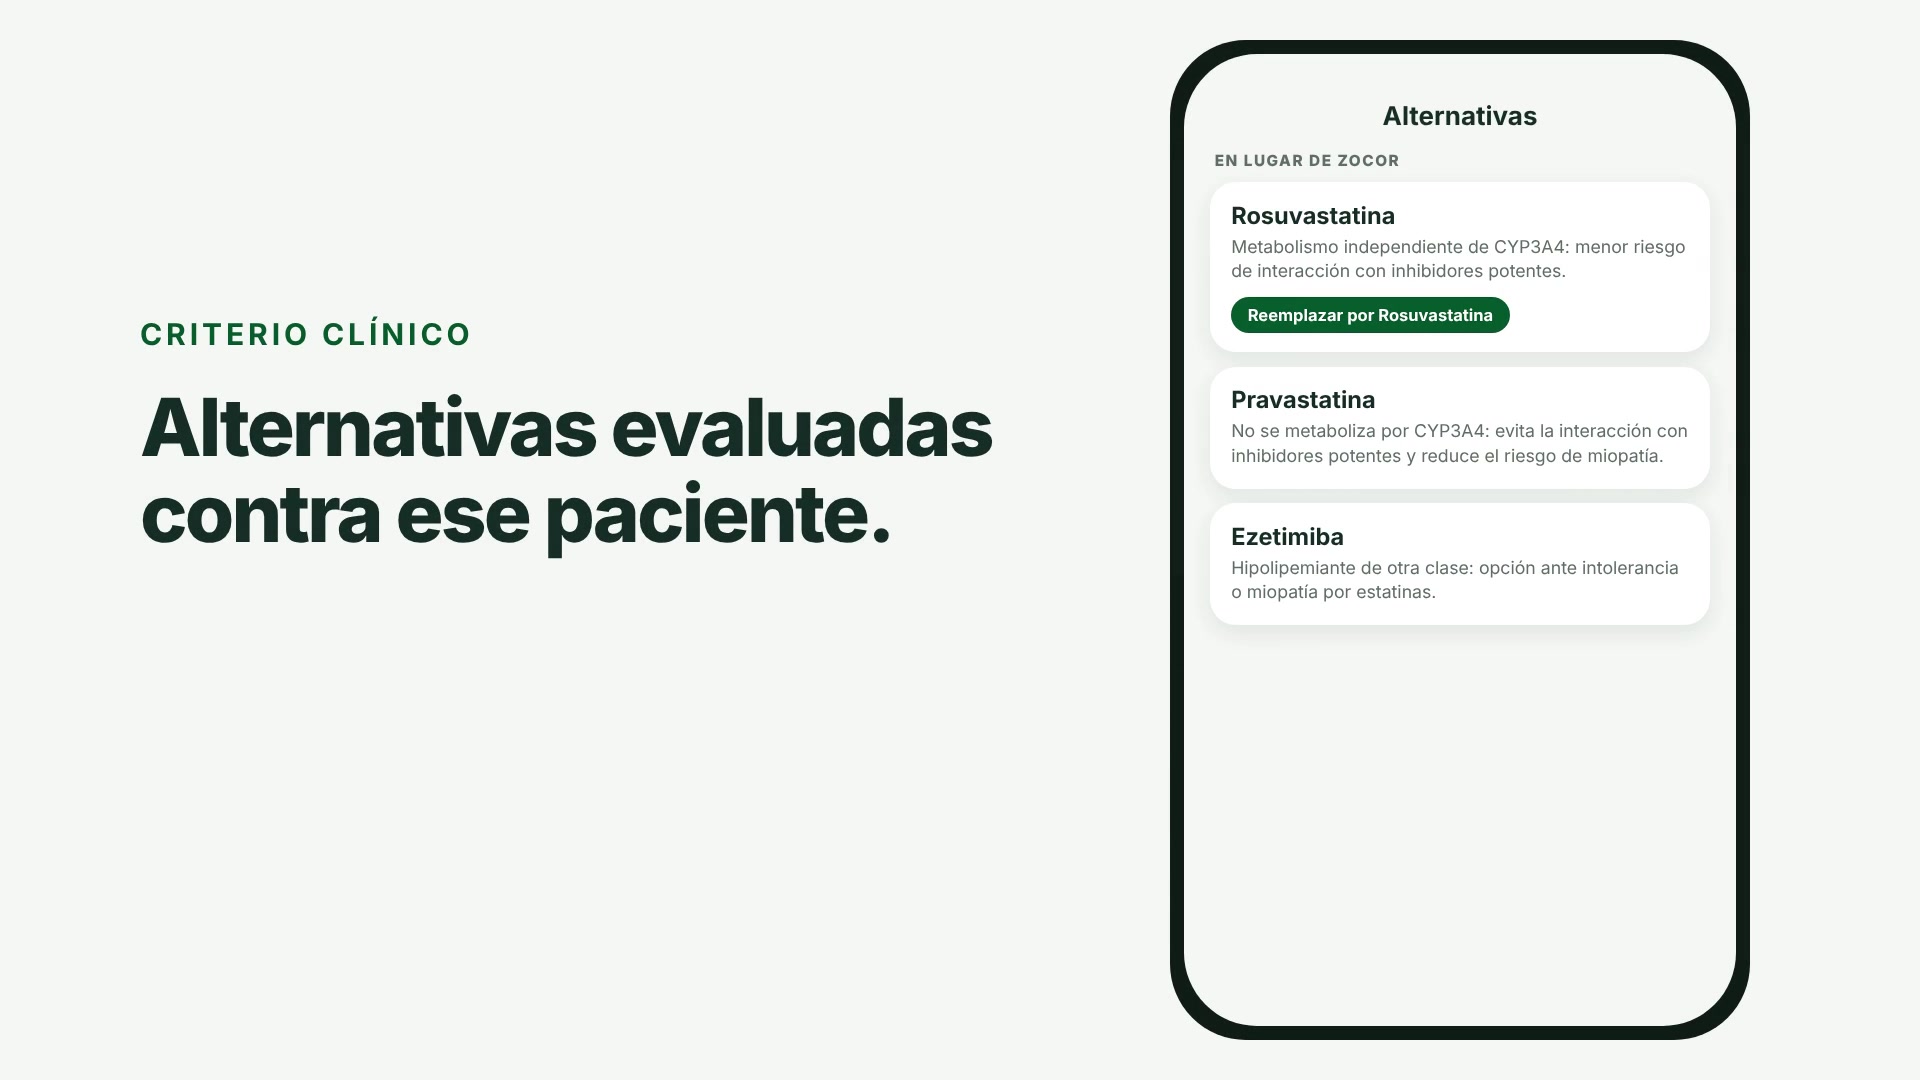 CRITERIO CLÍNICO
Alternativas evaluadas
contra ese paciente.
Alternativas
EN LUGAR DE ZOCOR
Rosuvastatina
Metabolismo independiente de CYP3A4: menor riesgo
de interacción con inhibidores potentes.
Reemplazar por Rosuvastatina
Pravastatina
No se metaboliza por CYP3A4: evita la interacción con
inhibidores potentes y reduce el riesgo de miopatía.
Ezetimiba
Hipolipemiante de otra clase: opción ante intolerancia
o miopatía por estatinas.